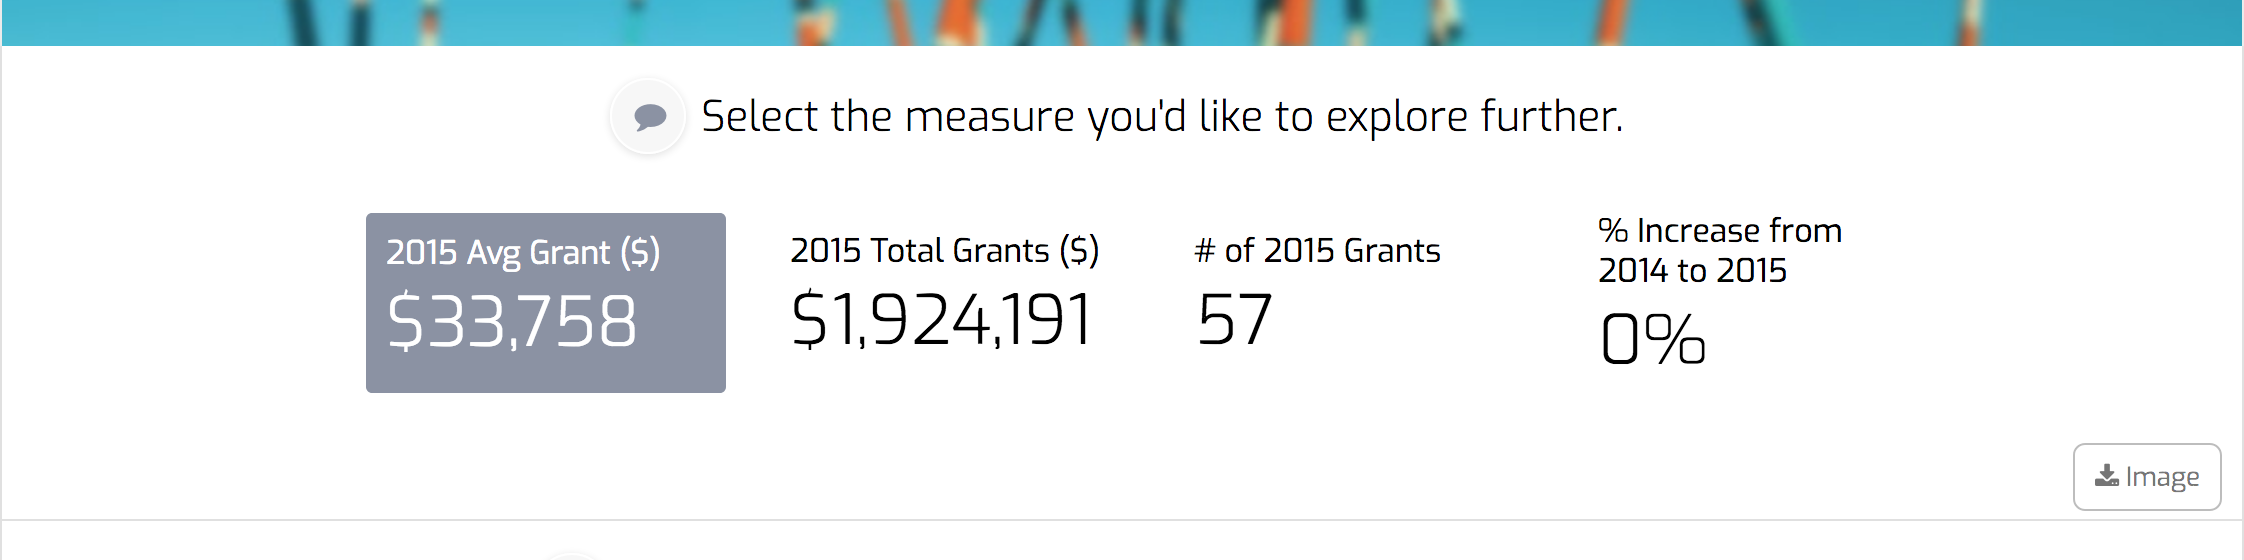 Select the measure you'd like to explore further.
2015 Avg Grant ($)
$33,758
2015 Total Grants ($)
$1,924,191
# of 2015 Grants
57
% Increase from
2014 to 2015
0%
Image